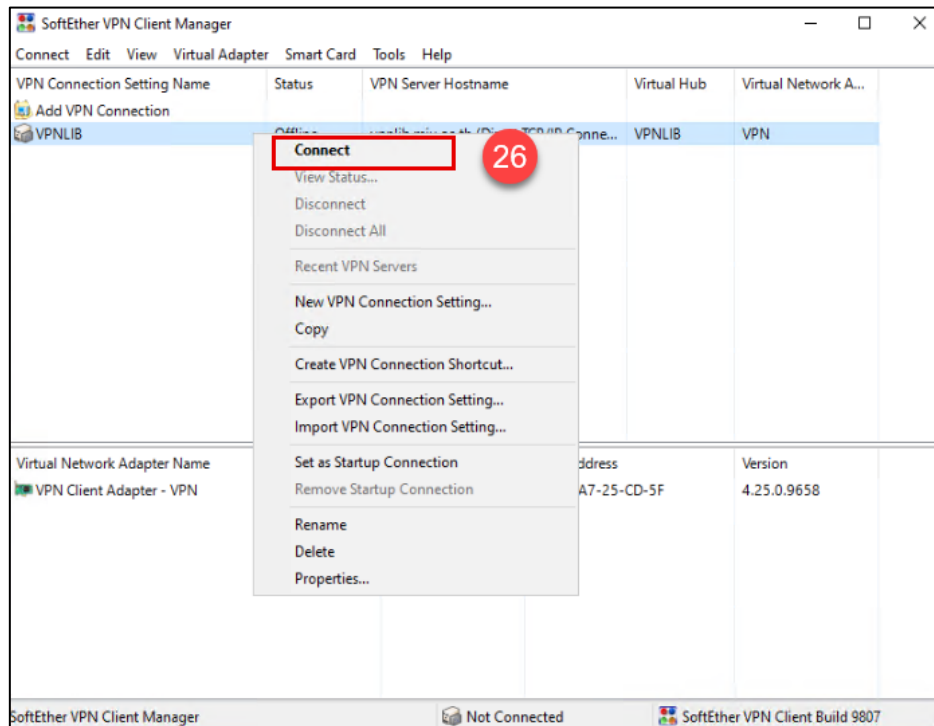 SoftEther VPN Client Manager
Connect Edit View Virtual Adapter Smart Card Tools Help
VPN Connection Setting Name Status VPN Server Hostname Virtual Hub Virtual Network A...
Add VPN Connection
VPNLIB Offline (Direct TCP/IP Conne... VPNLIB VPN
Connect
26
View Status...
Disconnect
Disconnect All
Recent VPN Servers
New VPN Connection Setting...
Copy
Create VPN Connection Shortcut...
Export VPN Connection Setting...
Import VPN Connection Setting...
Set as Startup Connection
Remove Startup Connection
Rename
Delete
Properties...
Virtual Network Adapter Name ddress Version
VPN Client Adapter - VPN A7-25-CD-5F 4.25.0.9658
SoftEther VPN Client Manager Not Connected SoftEther VPN Client Build 9807